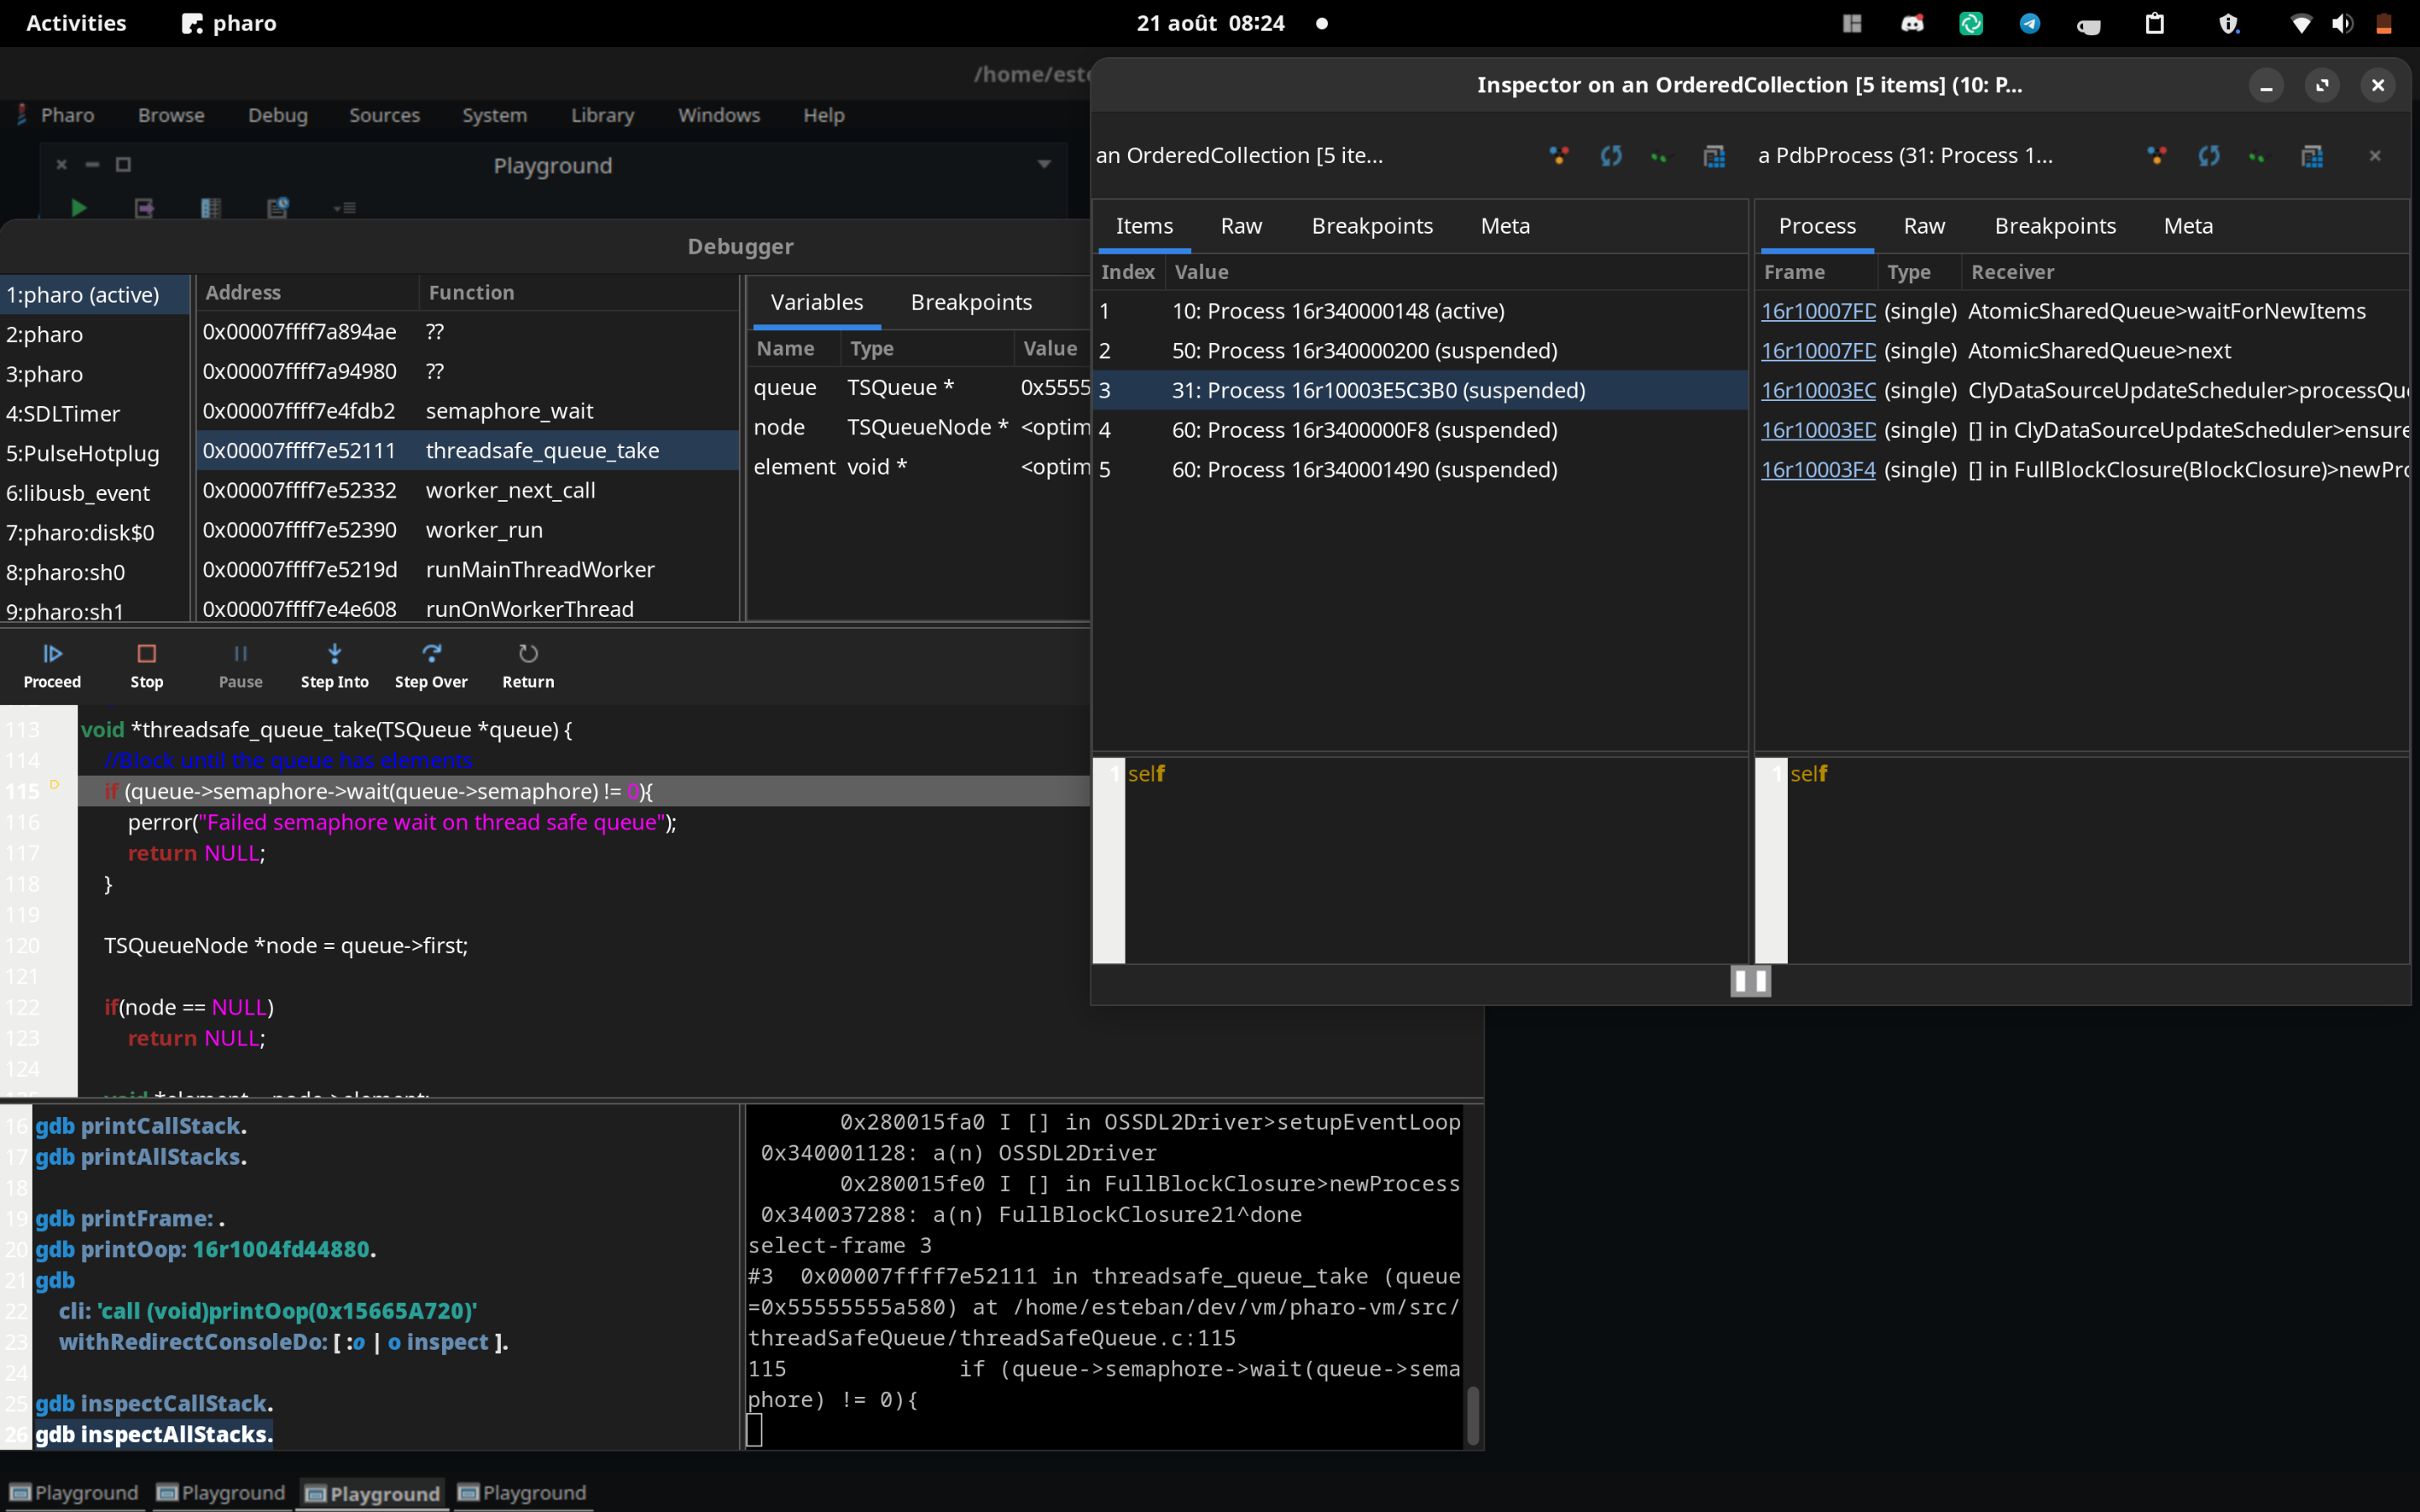 Activities pharo 21 août 08:24
/home/este
Pharo Browse Debug Sources System Library Windows Help
Playground
Debugger
1:pharo (active)
2:pharo
3:pharo
4:SDLTimer
5:PulseHotplug
6:libusb_event
7:pharo:disk$0
8:pharo:sh0
9:pharo:sh1
Address Function
0x00007ffff7a894ae ??
0x00007ffff7a94980 ??
0x00007ffff7e4fdb2 semaphore_wait
0x00007ffff7e52111 threadsafe_queue_take
0x00007ffff7e52332 worker_next_call
0x00007ffff7e52390 worker_run
0x00007ffff7e5219d runMainThreadWorker
0x00007ffff7e4e608 runOnWorkerThread
Variables Breakpoints
Name Type Value
queue TSQueue * 0x5555
node TSQueueNode * <optim
element void * <optim
Proceed Stop Pause Step Into Step Over Return
113 void *threadsafe_queue_take(TSQueue *queue) {
114 //Block until the queue has elements
115 if (queue->semaphore->wait(queue->semaphore) != 0){
116 perror("Failed semaphore wait on thread safe queue");
117 return NULL;
118 }
119
120 TSQueueNode *node = queue->first;
121
122 if(node == NULL)
123 return NULL;
124
125 void *element = node->element;
16 gdb printCallStack.
17 gdb printAllStacks.
18
19 gdb printFrame: .
20 gdb printOop: 16r1004fd44880.
21 gdb
22 cli: 'call (void)printOop(0x15665A720)'
23 withRedirectConsoleDo: [ :o | o inspect ].
24
25 gdb inspectCallStack.
26 gdb inspectAllStacks.
0x280015fa0 I [] in OSSDL2Driver>setupEventLoop
0x340001128: a(n) OSSDL2Driver
0x280015fe0 I [] in FullBlockClosure>newProcess
0x340037288: a(n) FullBlockClosure21^done
select-frame 3
#3 0x00007ffff7e52111 in threadsafe_queue_take (queue
=0x55555555a580) at /home/esteban/dev/vm/pharo-vm/src/
threadSafeQueue/threadSafeQueue.c:115
115 if (queue->semaphore->wait(queue->sema
phore) != 0){
Inspector on an OrderedCollection [5 items] (10: P...
an OrderedCollection [5 ite...
Items Raw Breakpoints Meta
Index Value
1 10: Process 16r340000148 (active)
2 50: Process 16r340000200 (suspended)
3 31: Process 16r10003E5C3B0 (suspended)
4 60: Process 16r3400000F8 (suspended)
5 60: Process 16r340001490 (suspended)
1 self
a PdbProcess (31: Process 1...
Process Raw Breakpoints Meta
Frame Type Receiver
16r10007FD (single) AtomicSharedQueue>waitForNewItems
16r10007FD (single) AtomicSharedQueue>next
16r10003EC (single) ClyDataSourceUpdateScheduler>processQue
16r10003ED (single) [] in ClyDataSourceUpdateScheduler>ensure
16r10003F4 (single) [] in FullBlockClosure(BlockClosure)>newPro
1 self
Playground Playground Playground Playground